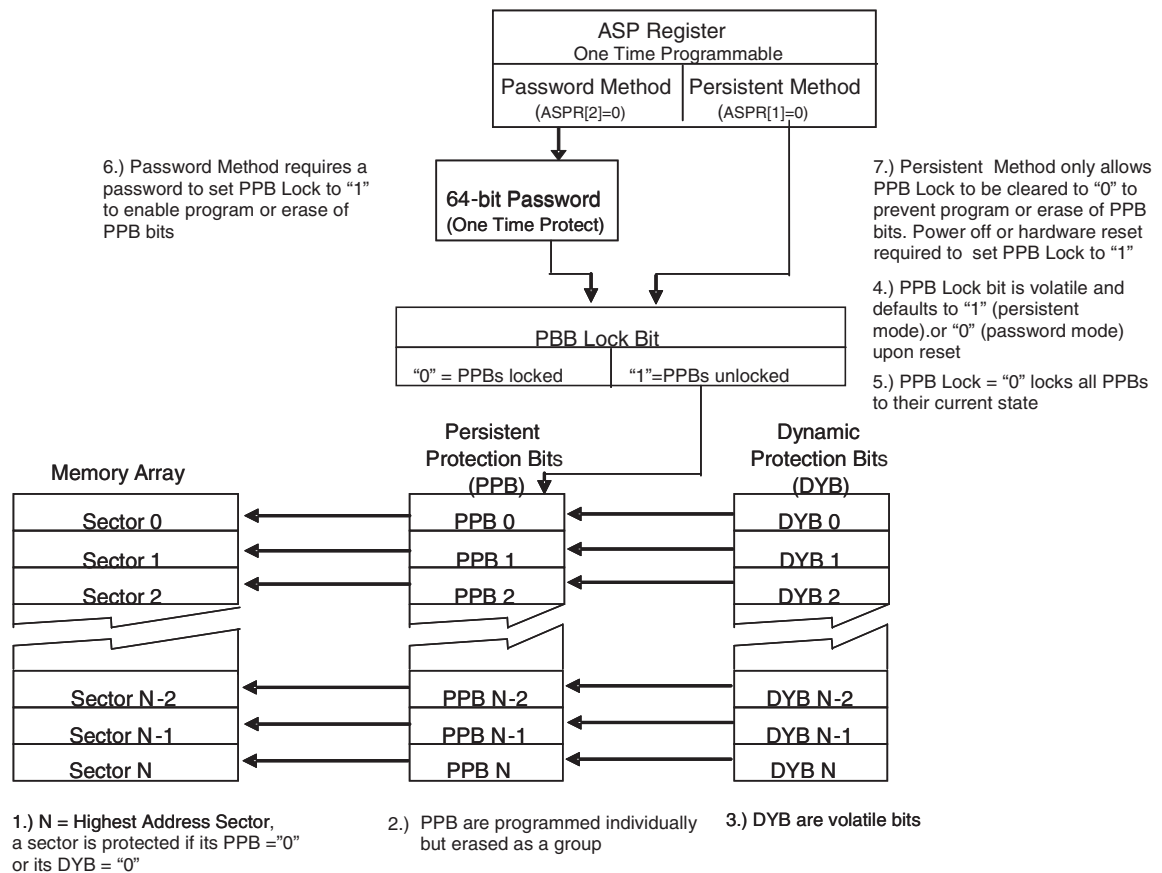 ASP Register
One Time Programmable
Password Method
(ASPR[2]=0)
Persistent Method
(ASPR[1]=0)
6.) Password Method requires a
password to set PPB Lock to “1”
to enable program or erase of
PPB bits
64-bit Password
(One Time Protect)
7.) Persistent Method only allows
PPB Lock to be cleared to “0” to
prevent program or erase of PPB
bits. Power off or hardware reset
required to set PPB Lock to “1”
4.) PPB Lock bit is volatile and
defaults to “1” (persistent
mode).or “0” (password mode)
upon reset
5.) PPB Lock = “0” locks all PPBs
to their current state
PBB Lock Bit
“0” = PPBs locked
“1”=PPBs unlocked
Memory Array
Persistent
Protection Bits
(PPB)
Dynamic
Protection Bits
(DYB)
Sector 0
PPB 0
DYB 0
Sector 1
PPB 1
DYB 1
Sector 2
PPB 2
DYB 2
Sector N-2
PPB N-2
DYB N-2
Sector N-1
PPB N-1
DYB N-1
Sector N
PPB N
DYB N
1.) N = Highest Address Sector,
a sector is protected if its PPB =”0”
or its DYB = “0”
2.) PPB are programmed individually
but erased as a group
3.) DYB are volatile bits